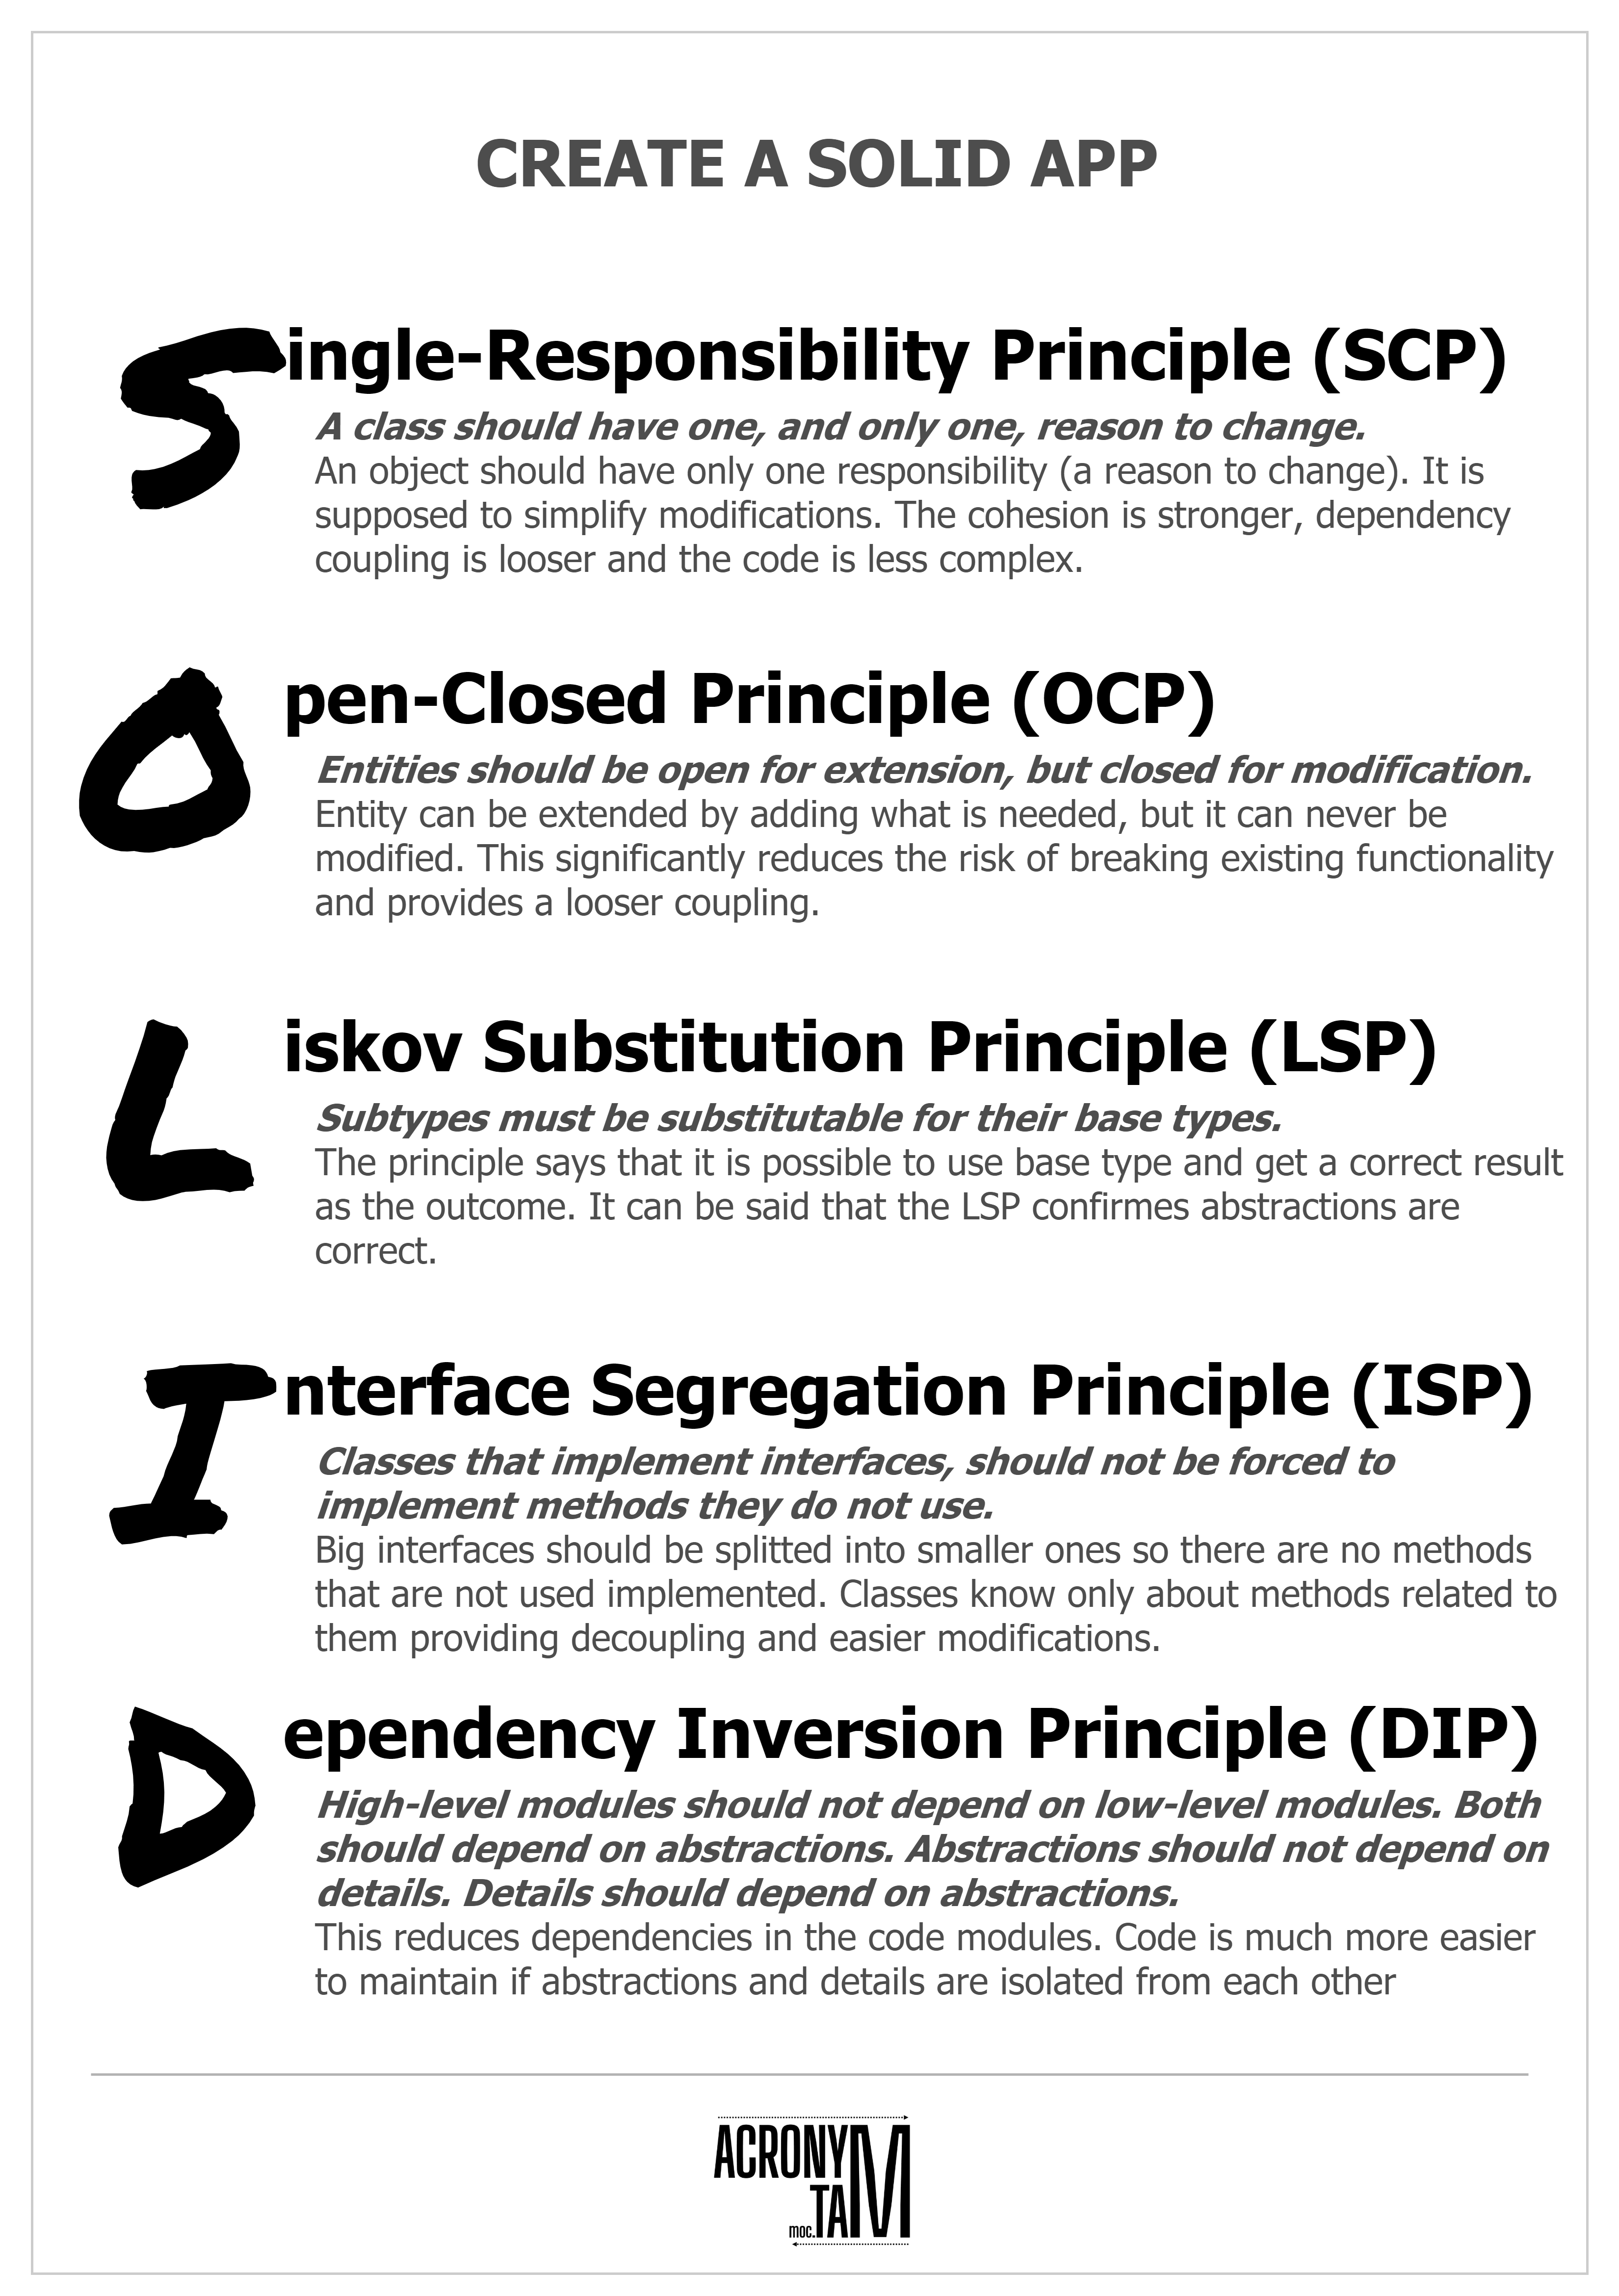 CREATE A SOLID APP
Single-Responsibility Principle (SCP)
A class should have one, and only one, reason to change.
An object should have only one responsibility (a reason to change). It is
supposed to simplify modifications. The cohesion is stronger, dependency
coupling is looser and the code is less complex.
Open-Closed Principle (OCP)
Entities should be open for extension, but closed for modification.
Entity can be extended by adding what is needed, but it can never be
modified. This significantly reduces the risk of breaking existing functionality
and provides a looser coupling.
Liskov Substitution Principle (LSP)
Subtypes must be substitutable for their base types.
The principle says that it is possible to use base type and get a correct result
as the outcome. It can be said that the LSP confirmes abstractions are
correct.
Interface Segregation Principle (ISP)
Classes that implement interfaces, should not be forced to
implement methods they do not use.
Big interfaces should be splitted into smaller ones so there are no methods
that are not used implemented. Classes know only about methods related to
them providing decoupling and easier modifications.
Dependency Inversion Principle (DIP)
High-level modules should not depend on low-level modules. Both
should depend on abstractions. Abstractions should not depend on
details. Details should depend on abstractions.
This reduces dependencies in the code modules. Code is much more easier
to maintain if abstractions and details are isolated from each other
ACRONYM
moc.TA